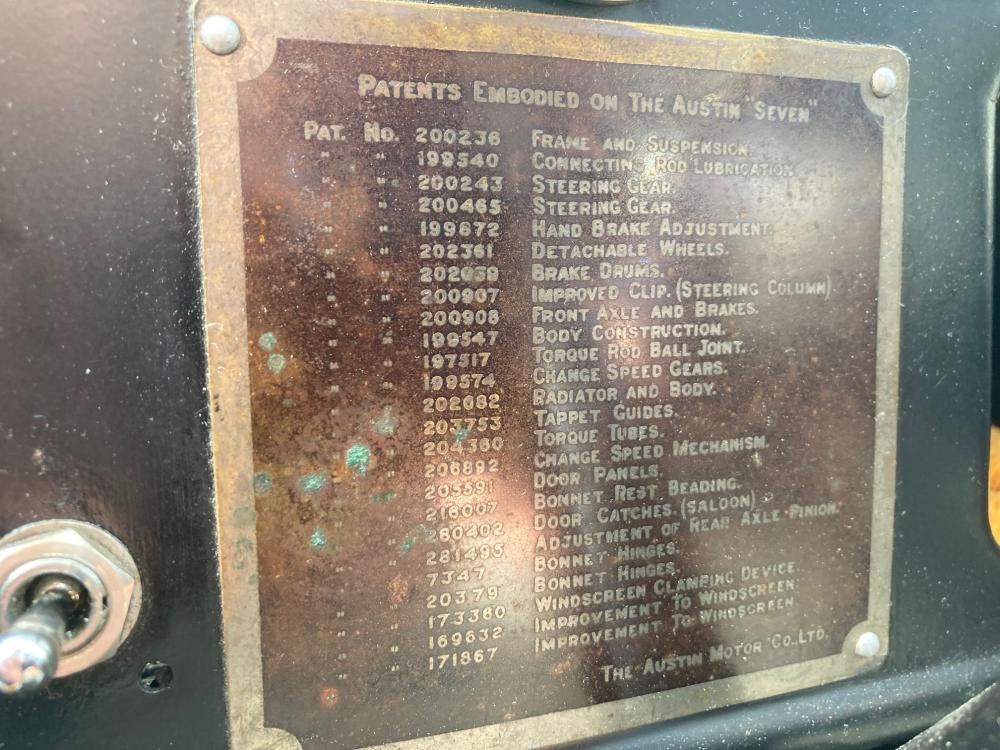 PATENTS EMBODIED ON THE AUSTIN "SEVEN"
PAT. NO. 200236 FRAME AND SUSPENSION.
" " 199540 CONNECTING ROD LUBRICATION.
" " 200243 STEERING GEAR.
" " 200465 STEERING GEAR.
" " 199672 HAND BRAKE ADJUSTMENT.
" " 202361 DETACHABLE WHEELS.
" " 202939 BRAKE DRUMS.
" " 200907 IMPROVED CLIP. (STEERING COLUMN)
" " 200908 FRONT AXLE AND BRAKES.
" " 199547 BODY CONSTRUCTION.
" " 197517 TORQUE ROD BALL JOINT.
" " 199574 CHANGE SPEED GEARS.
" " 202682 RADIATOR AND BODY.
" " 203753 TAPPET GUIDES.
" " 204360 TORQUE TUBES.
" " 206892 CHANGE SPEED MECHANISM.
" " 205591 DOOR PANELS.
" " 216007 BONNET REST BEADING.
" " 280402 DOOR CATCHES. (SALOON)
" " 281495 ADJUSTMENT OF REAR AXLE PINION.
" " 7347 BONNET HINGES.
" " 20379 BONNET HINGES.
" " 173360 WINDSCREEN CLAMPING DEVICE.
" " 169632 IMPROVEMENT TO WINDSCREEN.
" " 171867 IMPROVEMENT TO WINDSCREEN.
THE AUSTIN MOTOR CO., LTD.